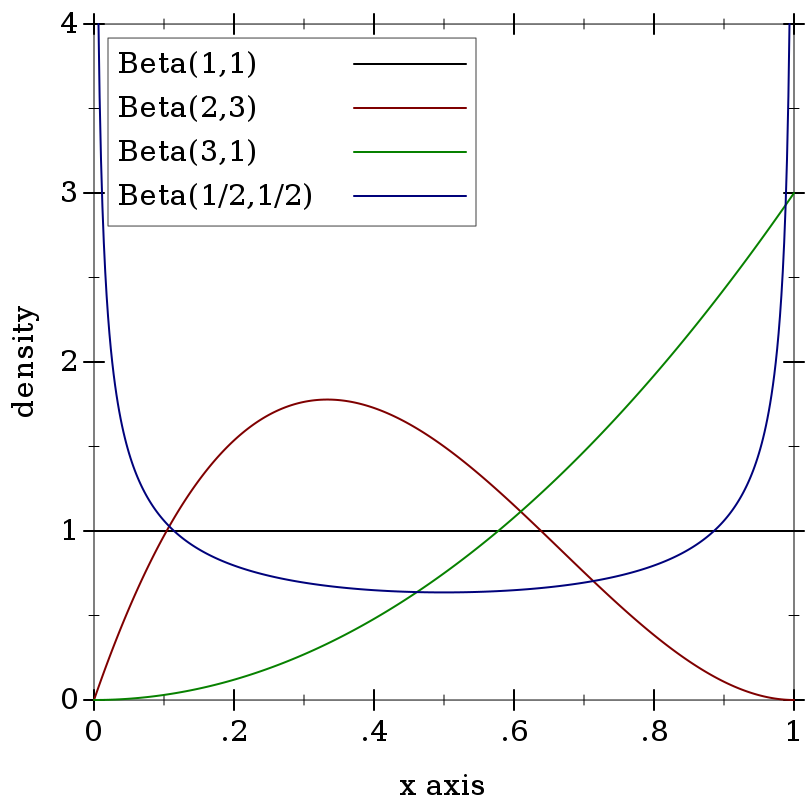 4
Beta(1,1)
Beta(2,3)
Beta(3,1)
Beta(1/2,1/2)
3
2
density
1
0
0 .2 .4 .6 .8 1
x axis